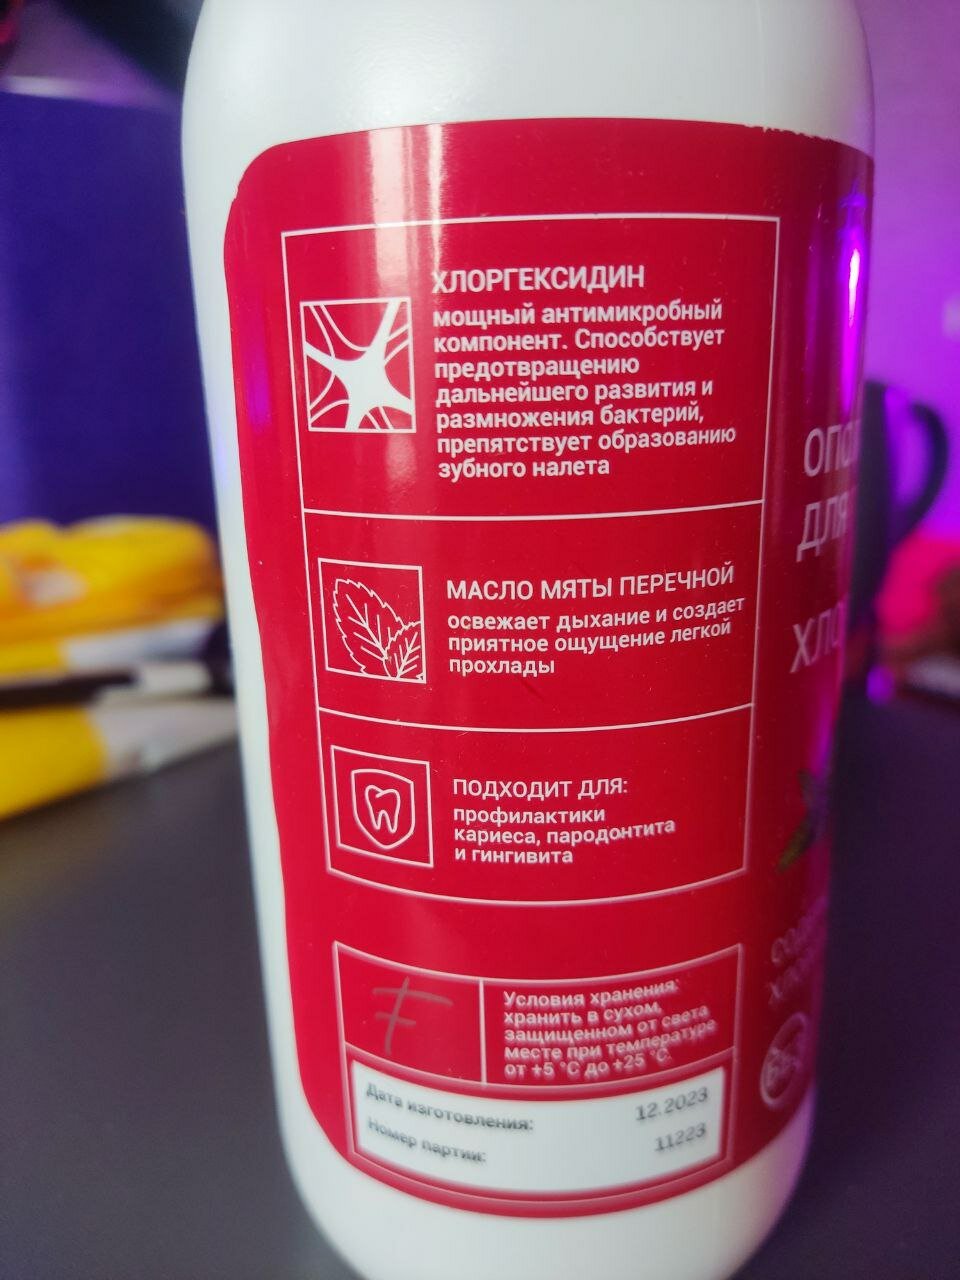 ХЛОРГЕКСИДИН
мощный антимикробный
компонент. Способствует
предотвращению
дальнейшего развития и
размножения бактерий,
препятствует образованию
зубного налета
МАСЛО МЯТЫ ПЕРЕЧНОЙ
освежает дыхание и создает
приятное ощущение легкой
прохлады
ПОДХОДИТ ДЛЯ:
профилактики
кариеса, пародонтита
и гингивита
F
Условия хранения:
хранить в сухом,
защищенном от света
месте при температуре
от +5 °C до +25 °C.
Дата изготовления: 12.2023
Номер партии: 11223
ДЛЯ